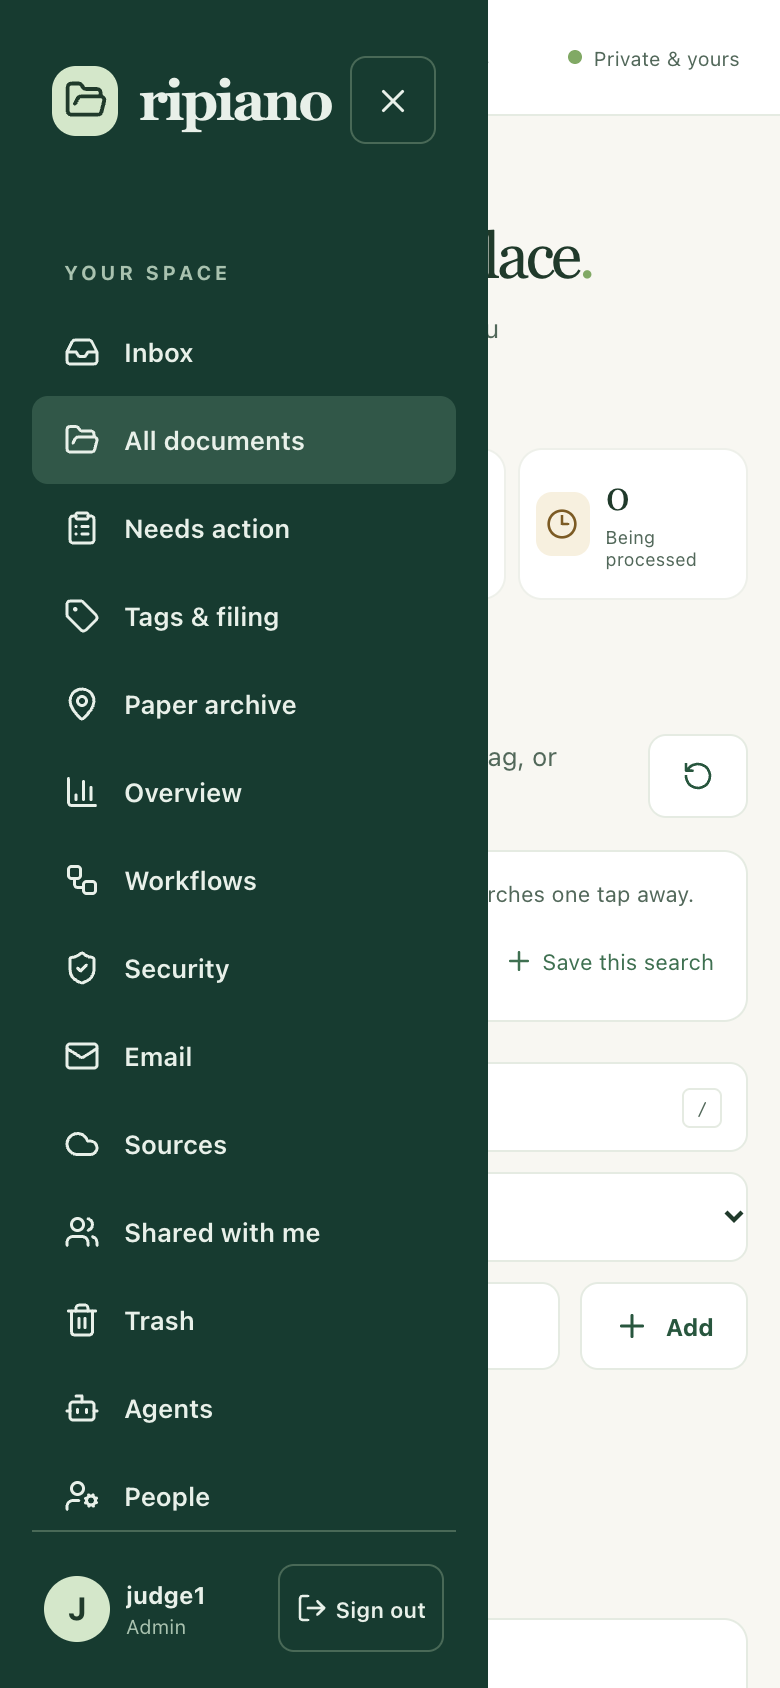 ripiano
Private & yours
YOUR SPACE
lace.
u
Inbox
All documents
Needs action
Tags & filing
Paper archive
Overview
Workflows
Security
Email
Sources
Shared with me
Trash
Agents
People
0
Being
processed
ag, or
rches one tap away.
Save this search
/
Add
J
judge1
Admin
Sign out